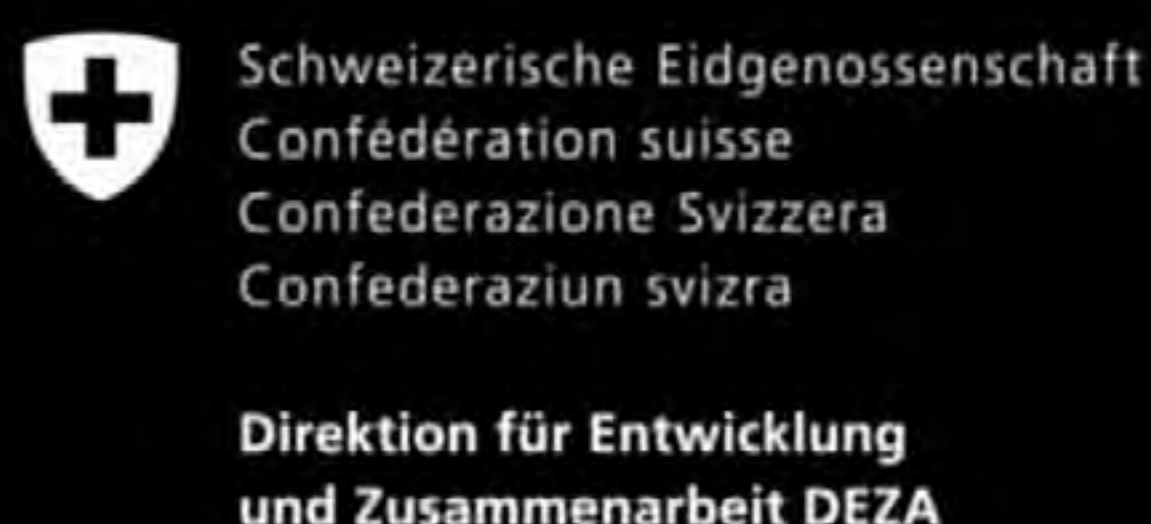 Schweizerische Eidgenossenschaft
Confédération suisse
Confederazione Svizzera
Confederaziun svizra
Direktion für Entwicklung
und Zusammenarbeit DEZA